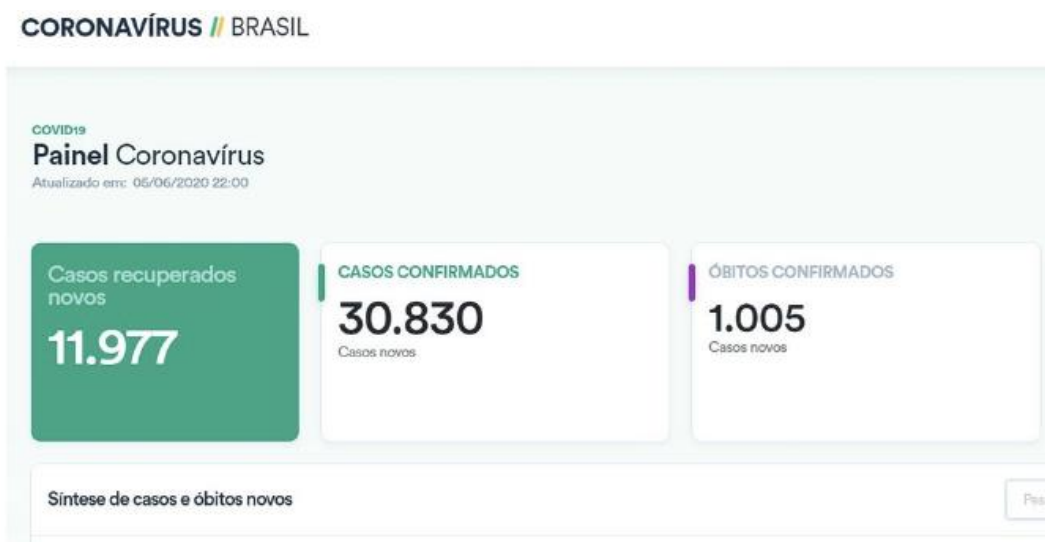 CORONAVÍRUS // BRASIL
COVID19
Painel Coronavírus
Atualizado em: 05/06/2020 22:00
Casos recuperados
novos
11.977
CASOS CONFIRMADOS
30.830
Casos novos
ÓBITOS CONFIRMADOS
1.005
Casos novos
Síntese de casos e óbitos novos